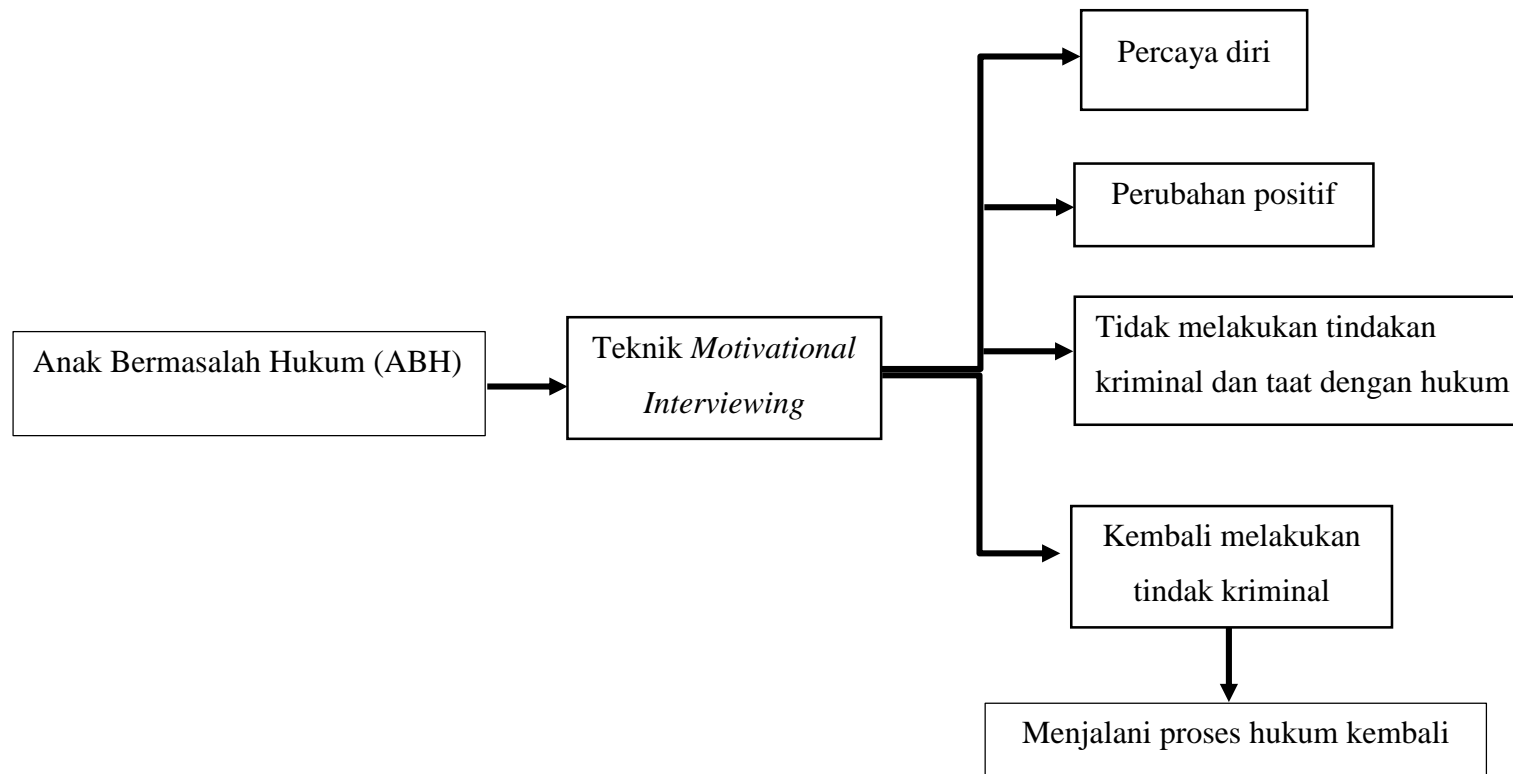 Percaya diri
Perubahan positif
Anak Bermasalah Hukum (ABH)
Teknik Motivational
Interviewing
Tidak melakukan tindakan
kriminal dan taat dengan hukum
Kembali melakukan
tindak kriminal
Menjalani proses hukum kembali